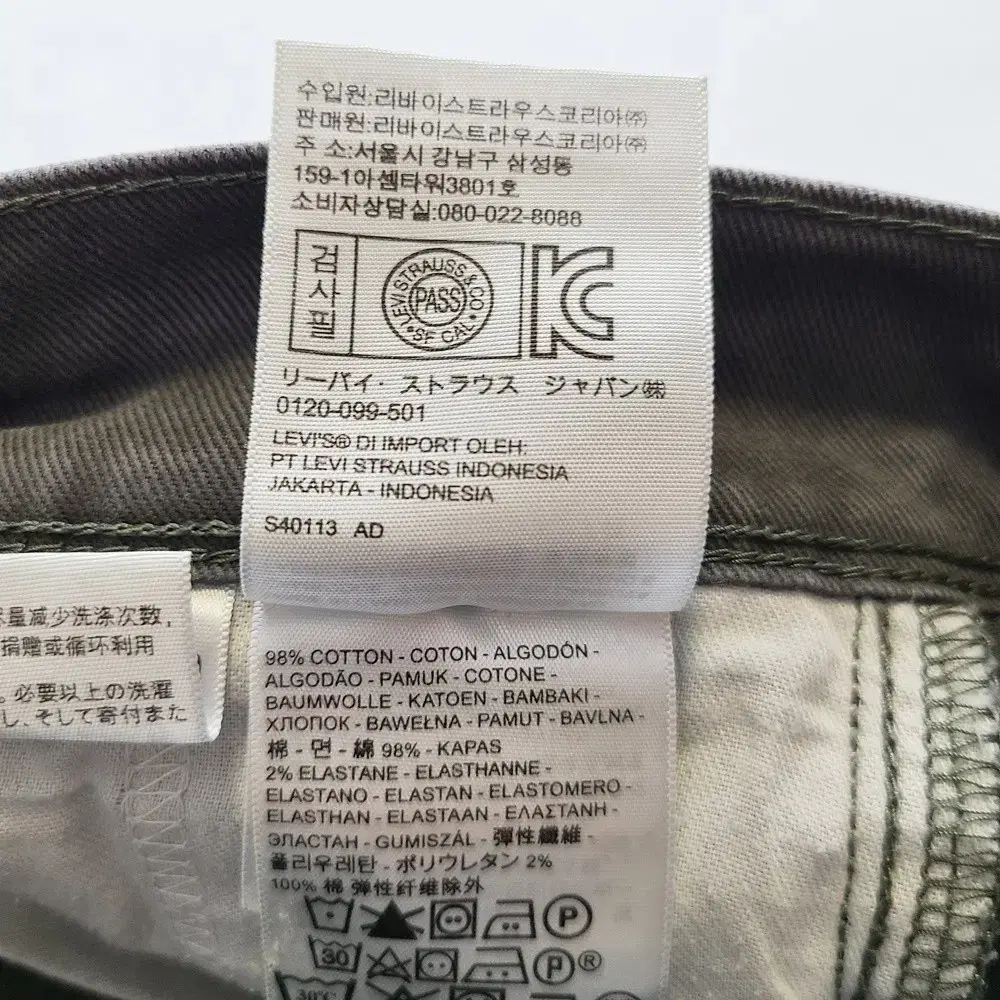 수입원:리바이스트라우스코리아㈜
판매원:리바이스트라우스코리아㈜
주 소:서울시 강남구 삼성동
159-1아셈타워3801호
소비자상담실:080-022-8088
검사필
LEVI STRAUSS & CO
PASS
SF CAL.
リーバイ・ストラウス ジャパン㈱
0120-099-501
LEVI'S® DI IMPORT OLEH:
PT LEVI STRAUSS INDONESIA
JAKARTA - INDONESIA
S40113 AD
量减少洗涤次数,
捐赠或循环利用
。必要以上の洗濯
し、そして寄付また
98% COTTON - COTON - ALGODÓN -
ALGODÃO - PAMUK - COTONE -
BAUMWOLLE - KATOEN - BAMBAKI -
ХЛОПОК - BAWEŁNA - PAMUT - BAVLNA -
棉 - 면 - 綿 98% - KAPAS
2% ELASTANE - ELASTHANNE -
ELASTANO - ELASTAN - ELASTOMERO -
ELASTHAN - ELASTAAN - ΕΛΑΣΤΑΝΗ -
ЭЛАСТАН - GUMISZÁL - 彈性纖維 -
폴리우레탄 - ポリウレタン 2%
100% 棉 弹性纤维除外
P
30
P ®
30°C